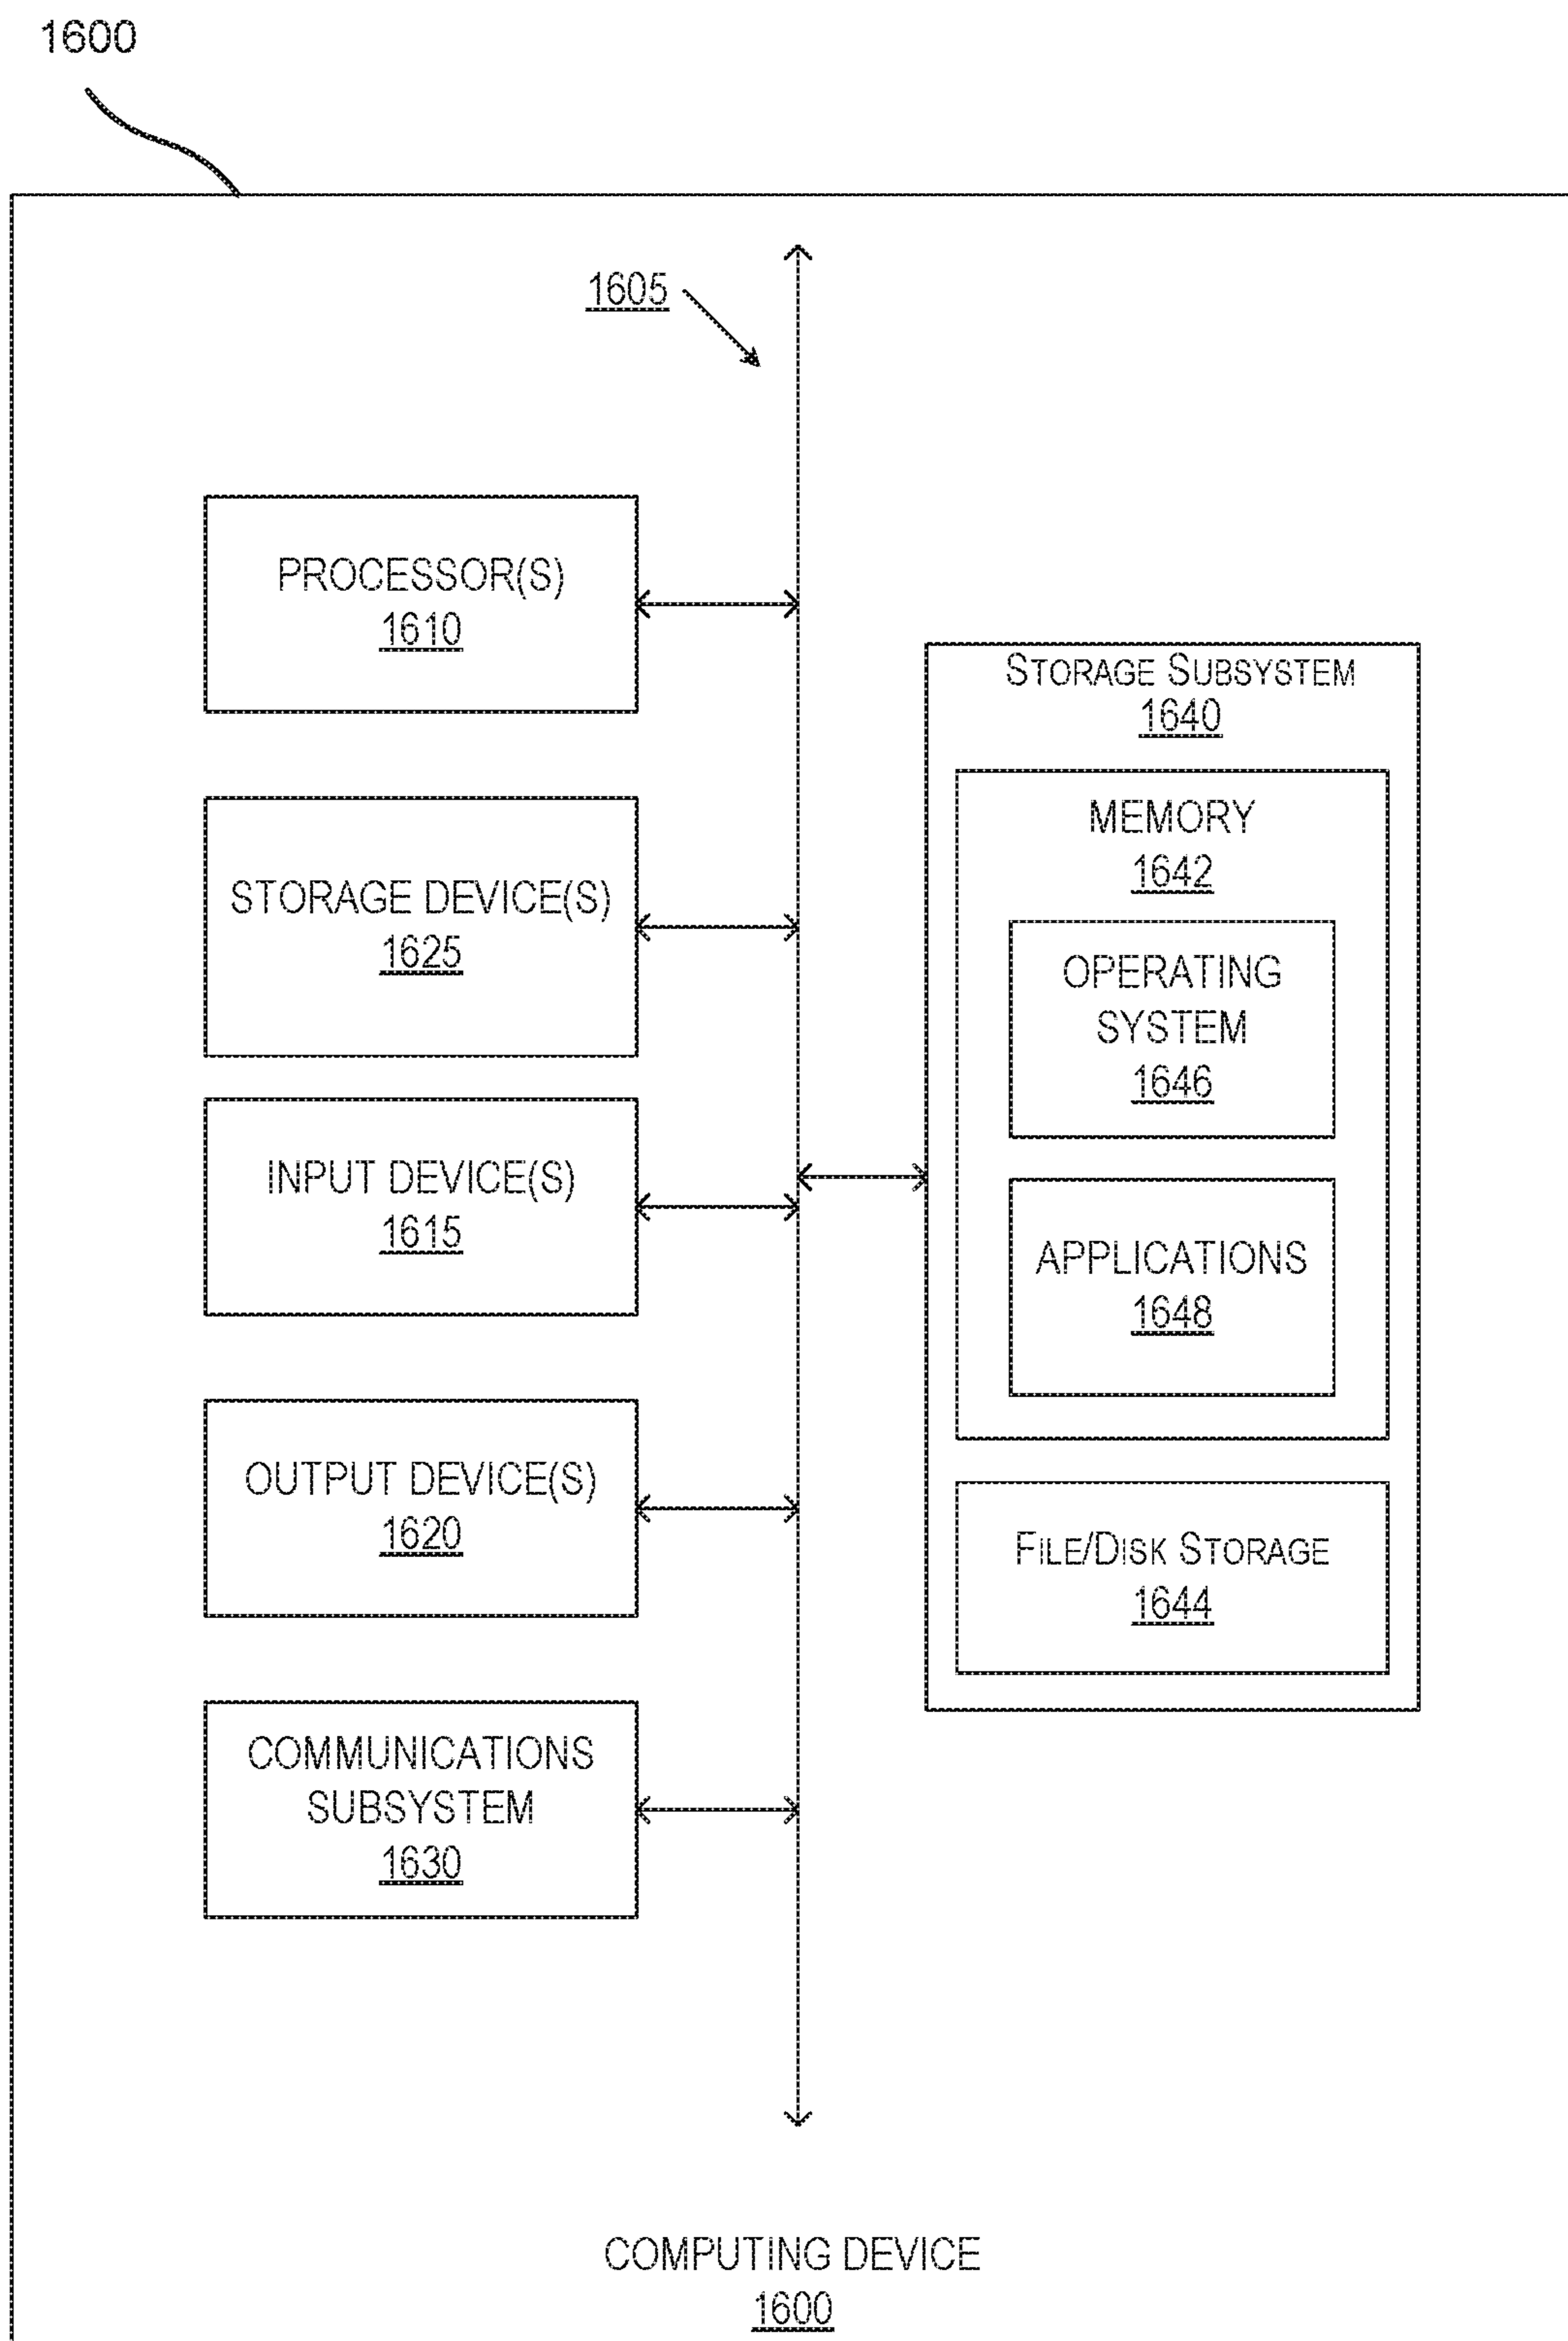 1600
1605
PROCESSOR(S)
1610
STORAGE DEVICE(S)
1625
INPUT DEVICE(S)
1615
OUTPUT DEVICE(S)
1620
COMMUNICATIONS
SUBSYSTEM
1630
STORAGE SUBSYSTEM
1640
MEMORY
1642
OPERATING
SYSTEM
1646
APPLICATIONS
1648
FILE/DISK STORAGE
1644
COMPUTING DEVICE
1600